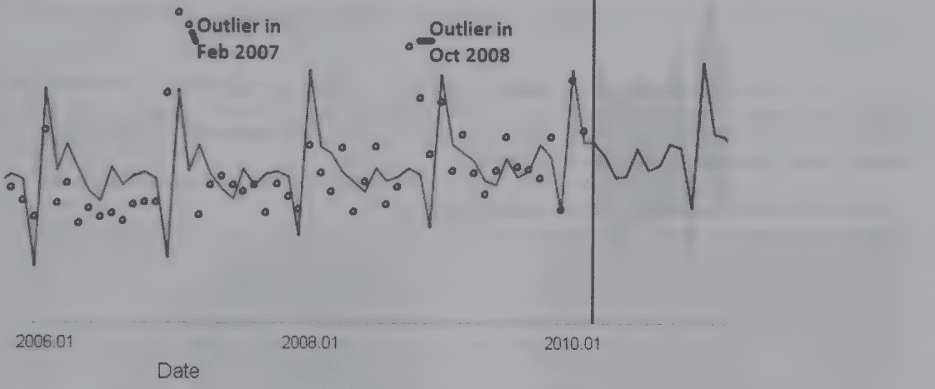 Outlier in
Feb 2007
Outlier in
Oct 2008
2006.01
2008.01
2010.01
Date